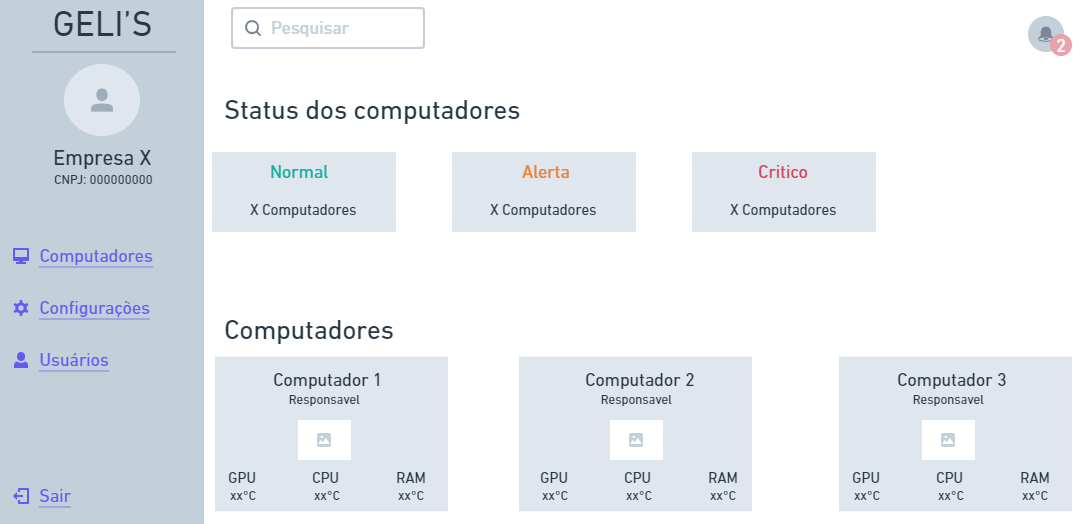 GELI'S
Empresa X
CNPJ: 000000000
Computadores
Configurações
Usuários
Sair
Pesquisar
2
Status dos computadores
Normal
X Computadores
Alerta
X Computadores
Critico
X Computadores
Computadores
Computador 1
Responsavel
GPU CPU RAM
xx°C xx°C xx°C
Computador 2
Responsavel
GPU CPU RAM
xx°C xx°C xx°C
Computador 3
Responsavel
GPU CPU RAM
xx°C xx°C xx°C